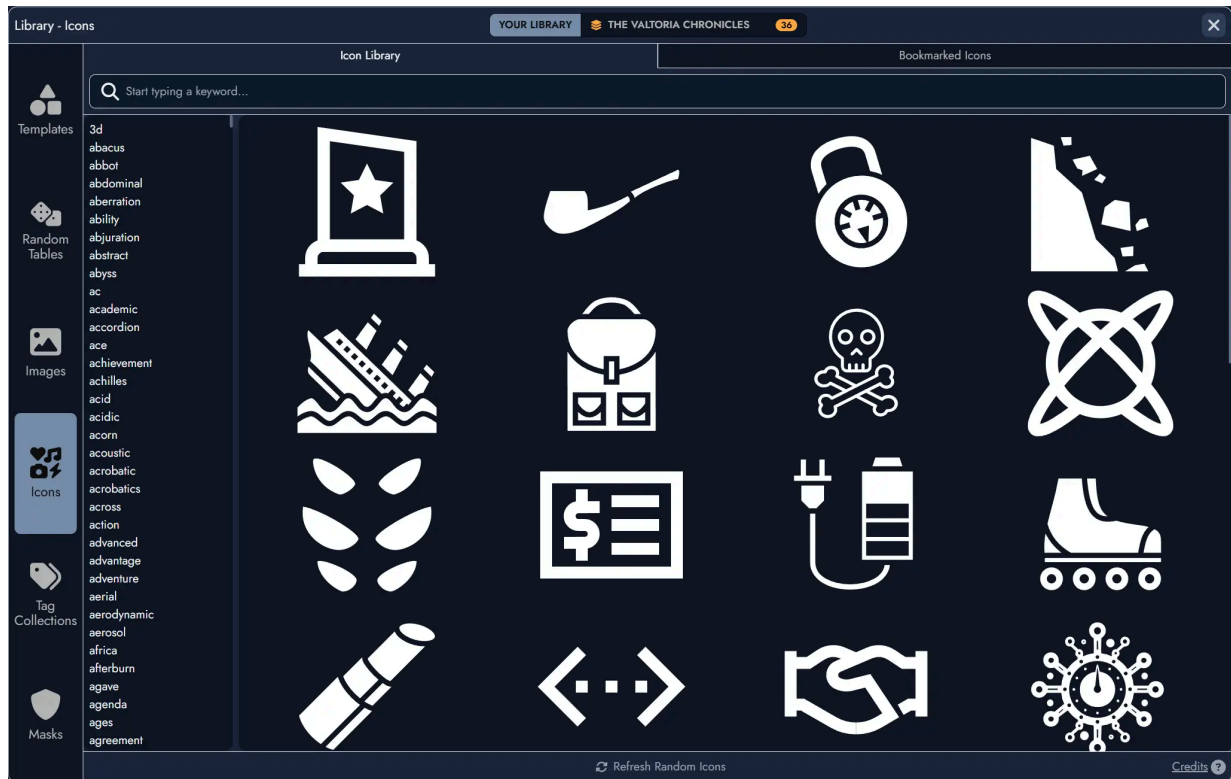 Library - Icons
YOUR LIBRARY
THE VALTORIA CHRONICLES
36
Icon Library
Bookmarked Icons
Start typing a keyword...
Templates
Random
Tables
Images
Icons
Tag
Collections
Masks
3d
abacus
abbot
abdominal
aberration
ability
abjuration
abstract
abyss
ac
academic
accordion
ace
achievement
achilles
acid
acidic
acorn
acoustic
acrobatic
acrobatics
across
action
advanced
advantage
adventure
aerial
aerodynamic
aerosol
africa
afterburn
agave
agenda
ages
agreement
$
Refresh Random Icons
Credits ?